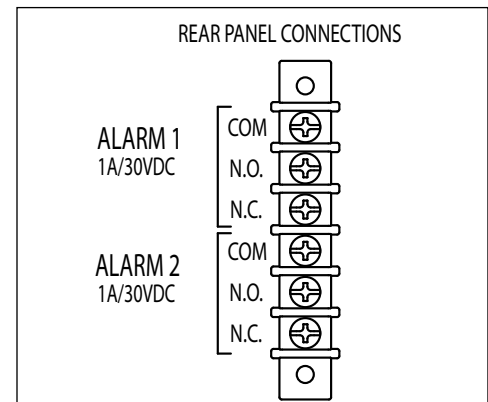 REAR PANEL CONNECTIONS
ALARM 1
1A/30VDC
COM
N.O.
N.C.
ALARM 2
1A/30VDC
COM
N.O.
N.C.